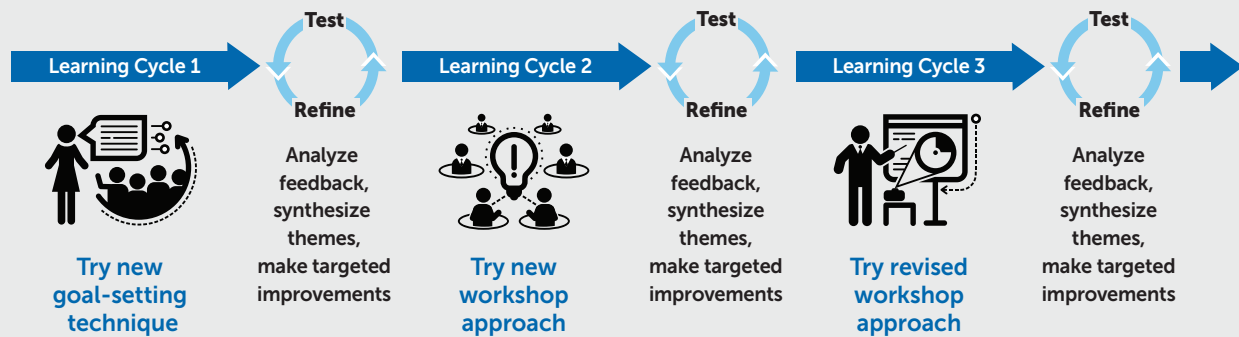 Learning Cycle 1
Test
Refine
Analyze
feedback,
synthesize
themes,
make targeted
improvements
Try new
goal-setting
technique
Learning Cycle 2
Test
Refine
Analyze
feedback,
synthesize
themes,
make targeted
improvements
Try new
workshop
approach
Learning Cycle 3
Test
Refine
Analyze
feedback,
synthesize
themes,
make targeted
improvements
Try revised
workshop
approach